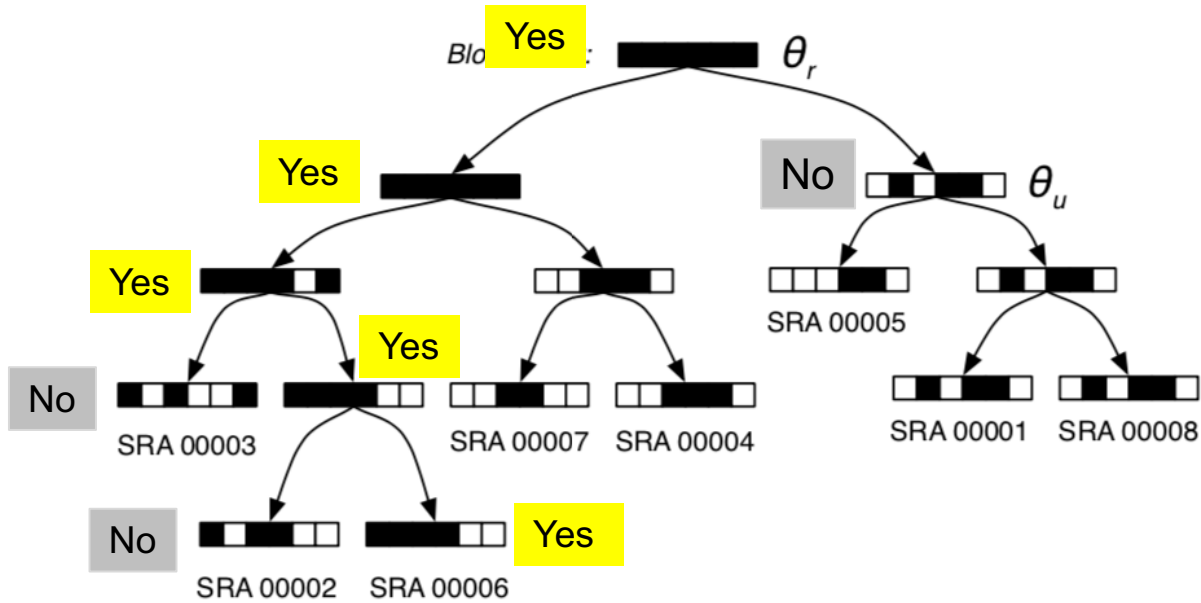 Yes
Blo :
θr
Yes
No
θu
Yes
SRA 00005
Yes
No
SRA 00003
SRA 00007
SRA 00004
SRA 00001
SRA 00008
No
Yes
SRA 00002
SRA 00006